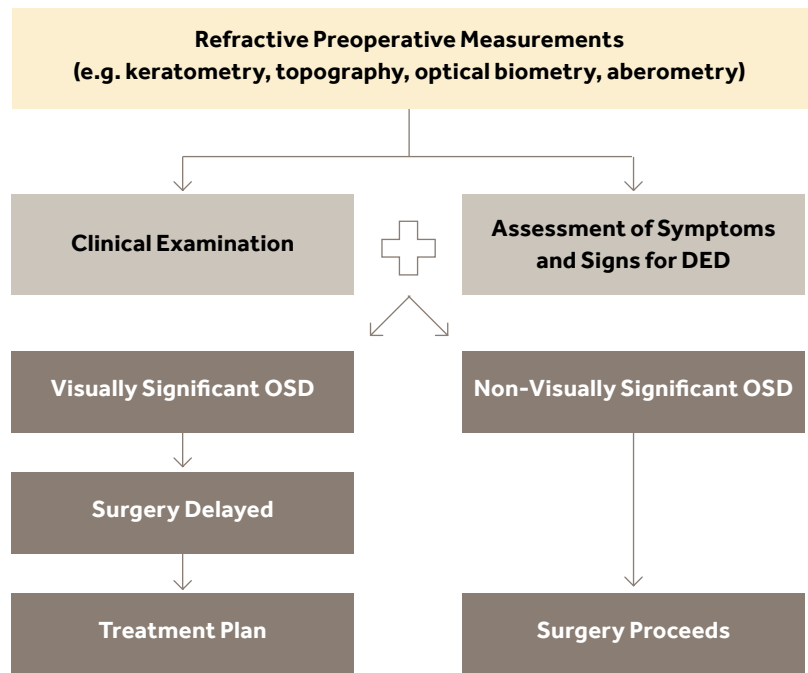 Refractive Preoperative Measurements
(e.g. keratometry, topography, optical biometry, aberometry)
Clinical Examination
Assessment of Symptoms
and Signs for DED
Visually Significant OSD
Non-Visually Significant OSD
Surgery Delayed
Treatment Plan
Surgery Proceeds